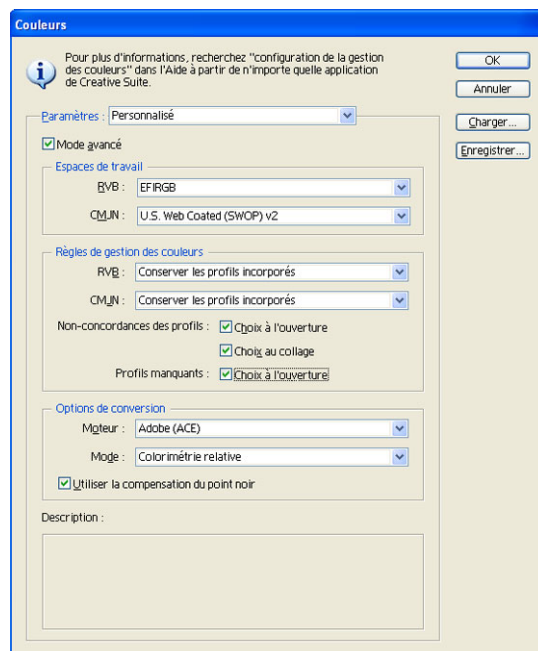 Couleurs
Pour plus d'informations, recherchez "configuration de la gestion
des couleurs" dans l'Aide à partir de n'importe quelle application
de Creative Suite.
OK
Annuler
Charger...
Enregistrer...
Paramètres : Personnalisé
Mode avancé
Espaces de travail
RVB : EFIRGB
CMJN : U.S. Web Coated (SWOP) v2
Règles de gestion des couleurs
RVB : Conserver les profils incorporés
CMJN : Conserver les profils incorporés
Non-concordances des profils : Choix à l'ouverture
Choix au collage
Profils manquants : Choix à l'ouverture
Options de conversion
Moteur : Adobe (ACE)
Mode : Colorimétrie relative
Utiliser la compensation du point noir
Description :